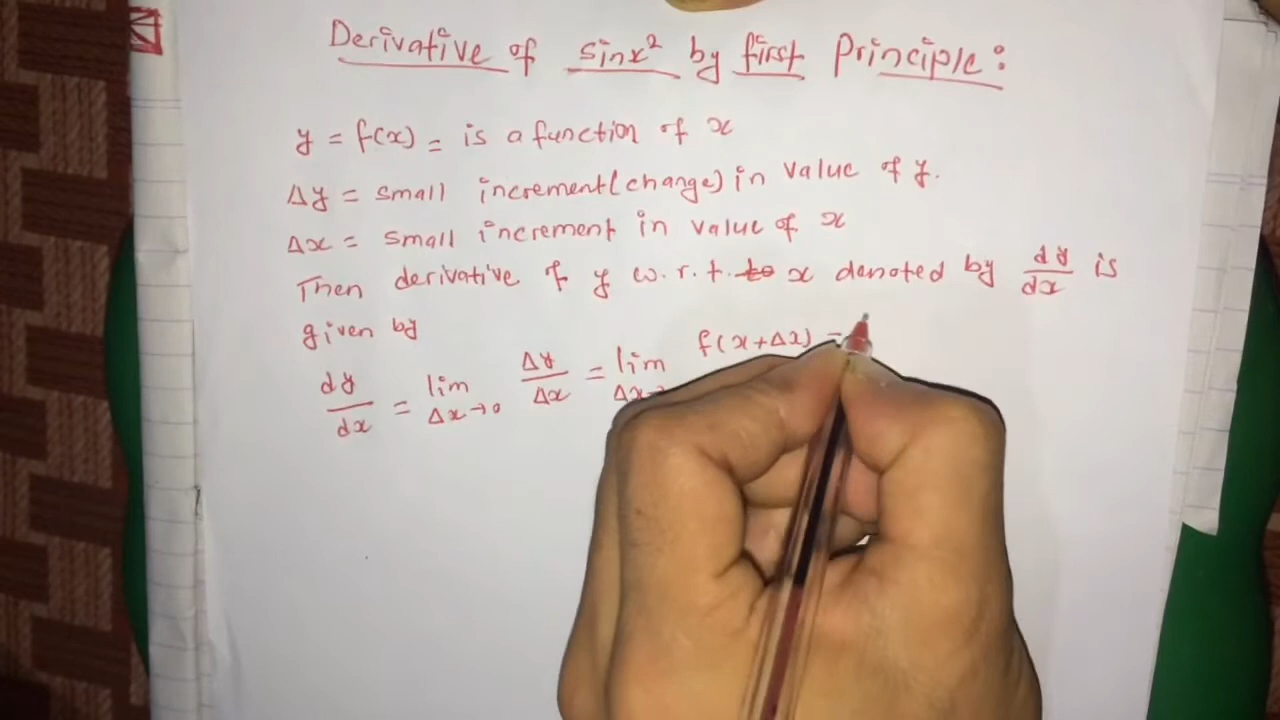 Derivative of sinx² by first Principle:
y = f(x) = is a function of x
Δy = small increment(change) in value of y.
Δx = small increment in value of x
Then derivative of y w.r.t. to x denoted by dy/dx is
given by
dy/dx = lim Δx→0 Δy/Δx = lim Δx→ f(x+Δx) -